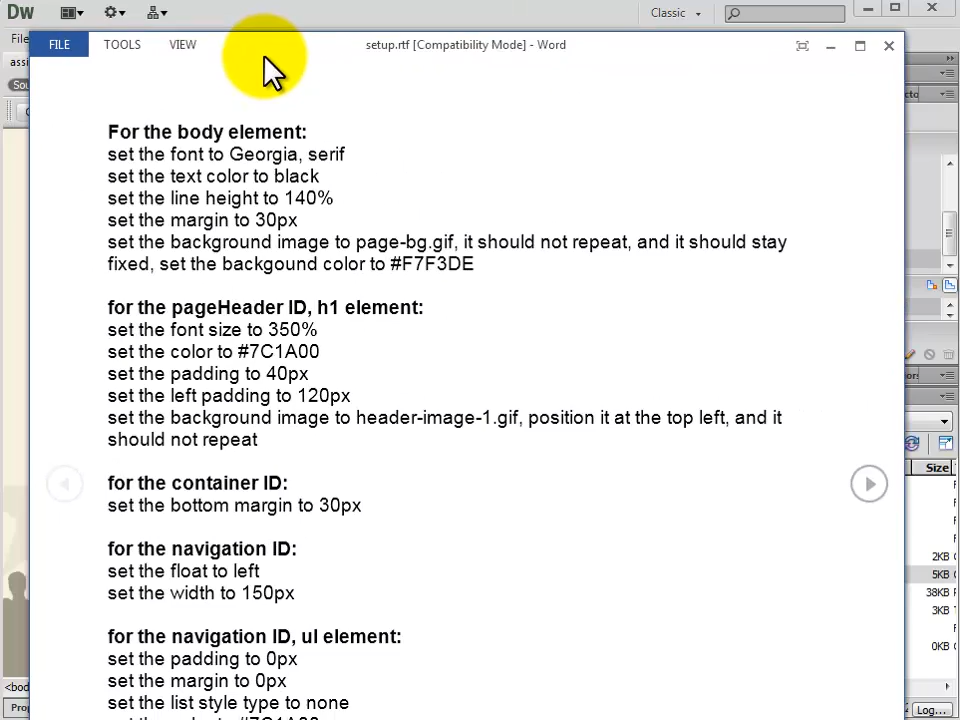 Dw
Classic
File
FILE TOOLS VIEW setup.rtf [Compatibility Mode] - Word
For the body element:
set the font to Georgia, serif
set the text color to black
set the line height to 140%
set the margin to 30px
set the background image to page-bg.gif, it should not repeat, and it should stay
fixed, set the backgound color to #F7F3DE
for the pageHeader ID, h1 element:
set the font size to 350%
set the color to #7C1A00
set the padding to 40px
set the left padding to 120px
set the background image to header-image-1.gif, position it at the top left, and it
should not repeat
for the container ID:
set the bottom margin to 30px
for the navigation ID:
set the float to left
set the width to 150px
for the navigation ID, ul element:
set the padding to 0px
set the margin to 0px
set the list style type to none
Size
2KB
5KB
38KB
3KB
0KB
Log...